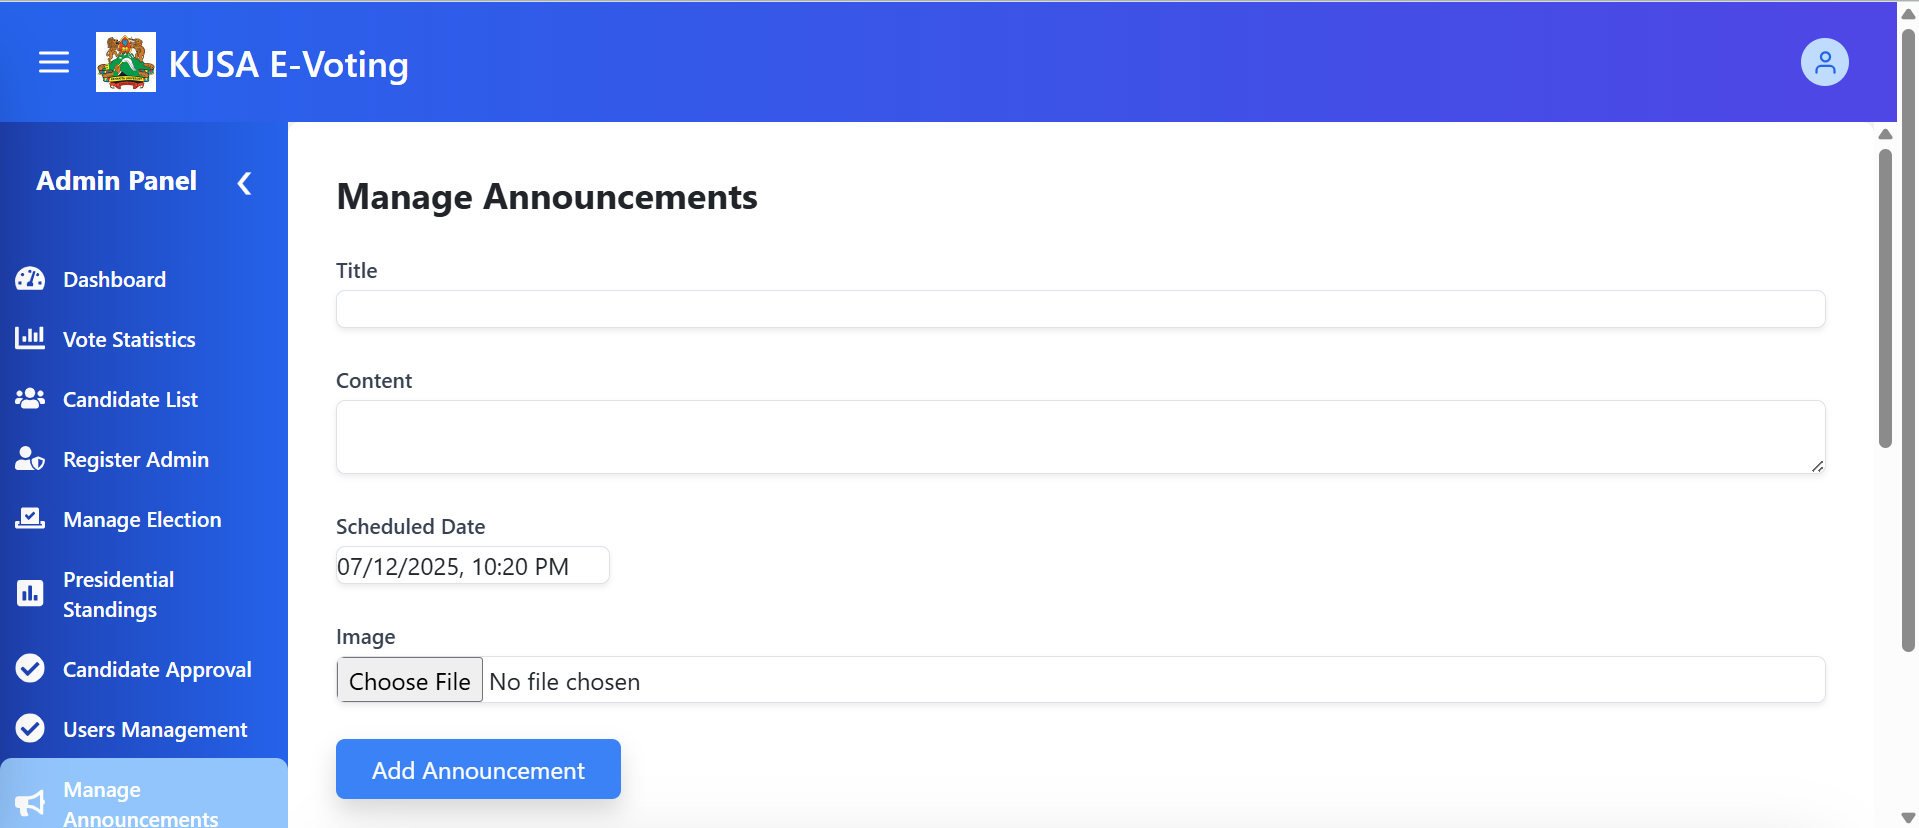 KUSA E-Voting
Admin Panel
Dashboard
Vote Statistics
Candidate List
Register Admin
Manage Election
Presidential
Standings
Candidate Approval
Users Management
Manage
Announcements
Manage Announcements
Title
Content
Scheduled Date
07/12/2025, 10:20 PM
Image
Choose File No file chosen
Add Announcement